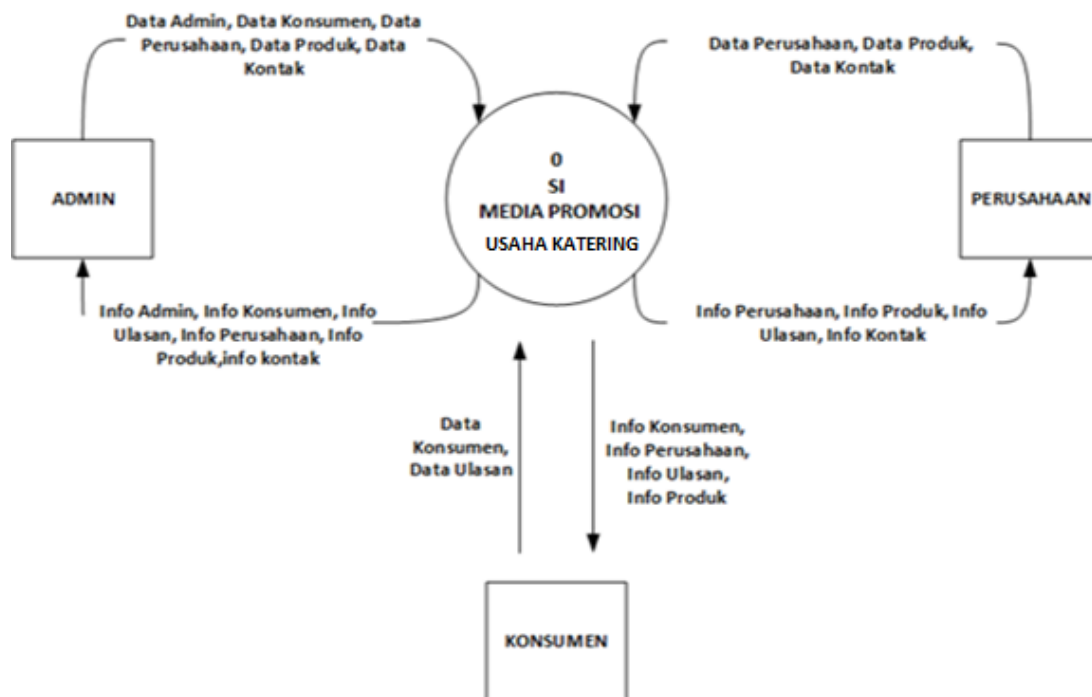 Data Admin, Data Konsumen, Data
Perusahaan, Data Produk, Data
Kontak
Data Perusahaan, Data Produk,
Data Kontak
0
SI
MEDIA PROMOSI
USAHA KATERING
ADMIN
PERUSAHAAN
Info Admin, Info Konsumen, Info
Ulasan, Info Perusahaan, Info
Produk,info kontak
Info Perusahaan, Info Produk, Info
Ulasan, Info Kontak
Data
Konsumen,
Data Ulasan
Info Konsumen,
Info Perusahaan,
Info Ulasan,
Info Produk
KONSUMEN